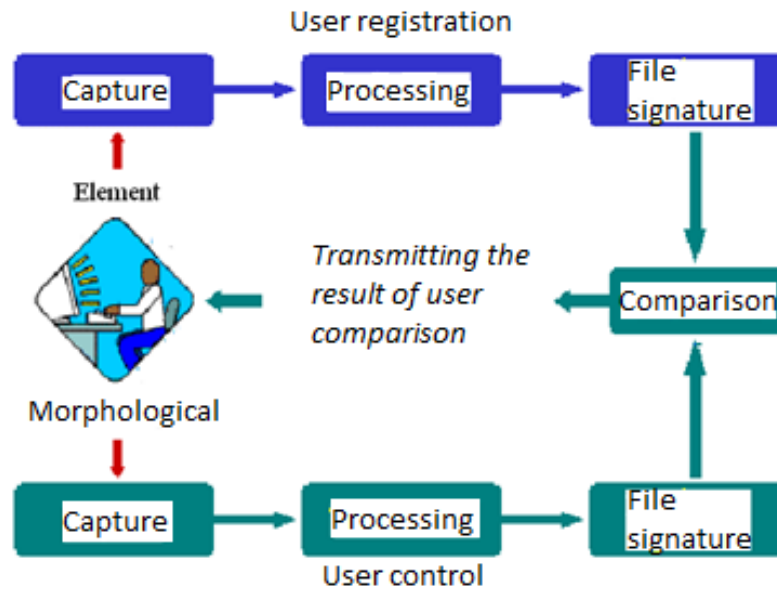 User registration
Capture
Processing
File
signature
Element
Transmitting the
result of user
comparison
Comparison
Morphological
Capture
Processing
File
signature
User control